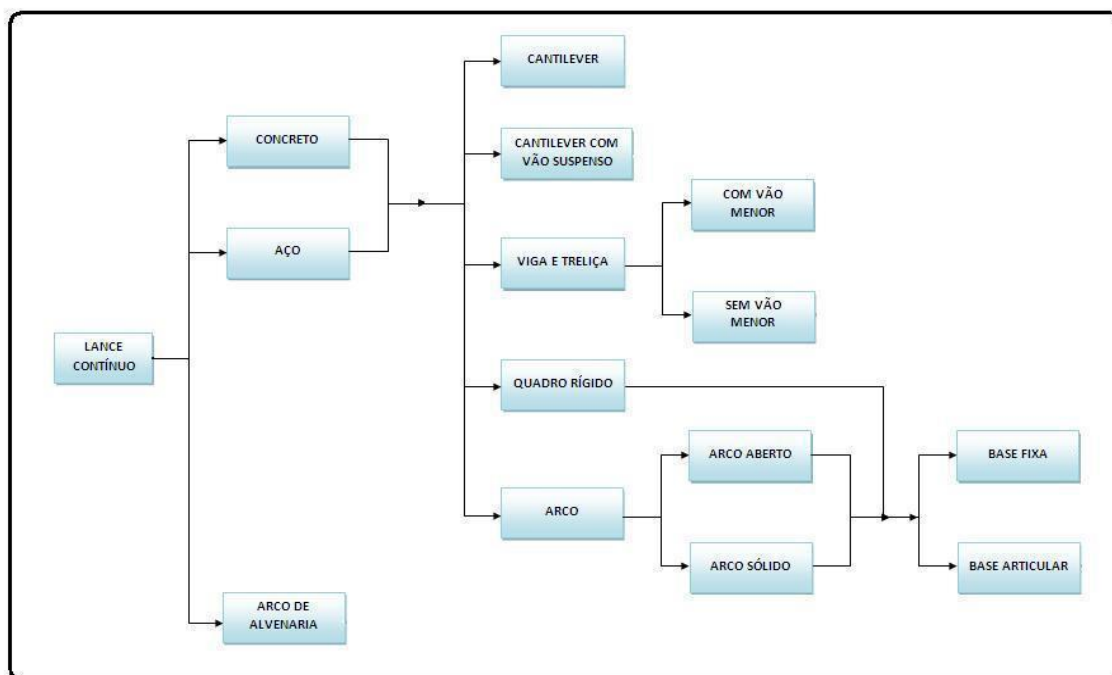 LANCE
CONTÍNUO
CONCRETO
AÇO
ARCO DE
ALVENARIA
CANTILEVER
CANTILEVER COM
VÃO SUSPENSO
VIGA E TRELIÇA
QUADRO RÍGIDO
ARCO
COM VÃO
MENOR
SEM VÃO
MENOR
ARCO ABERTO
ARCO SÓLIDO
BASE FIXA
BASE ARTICULAR